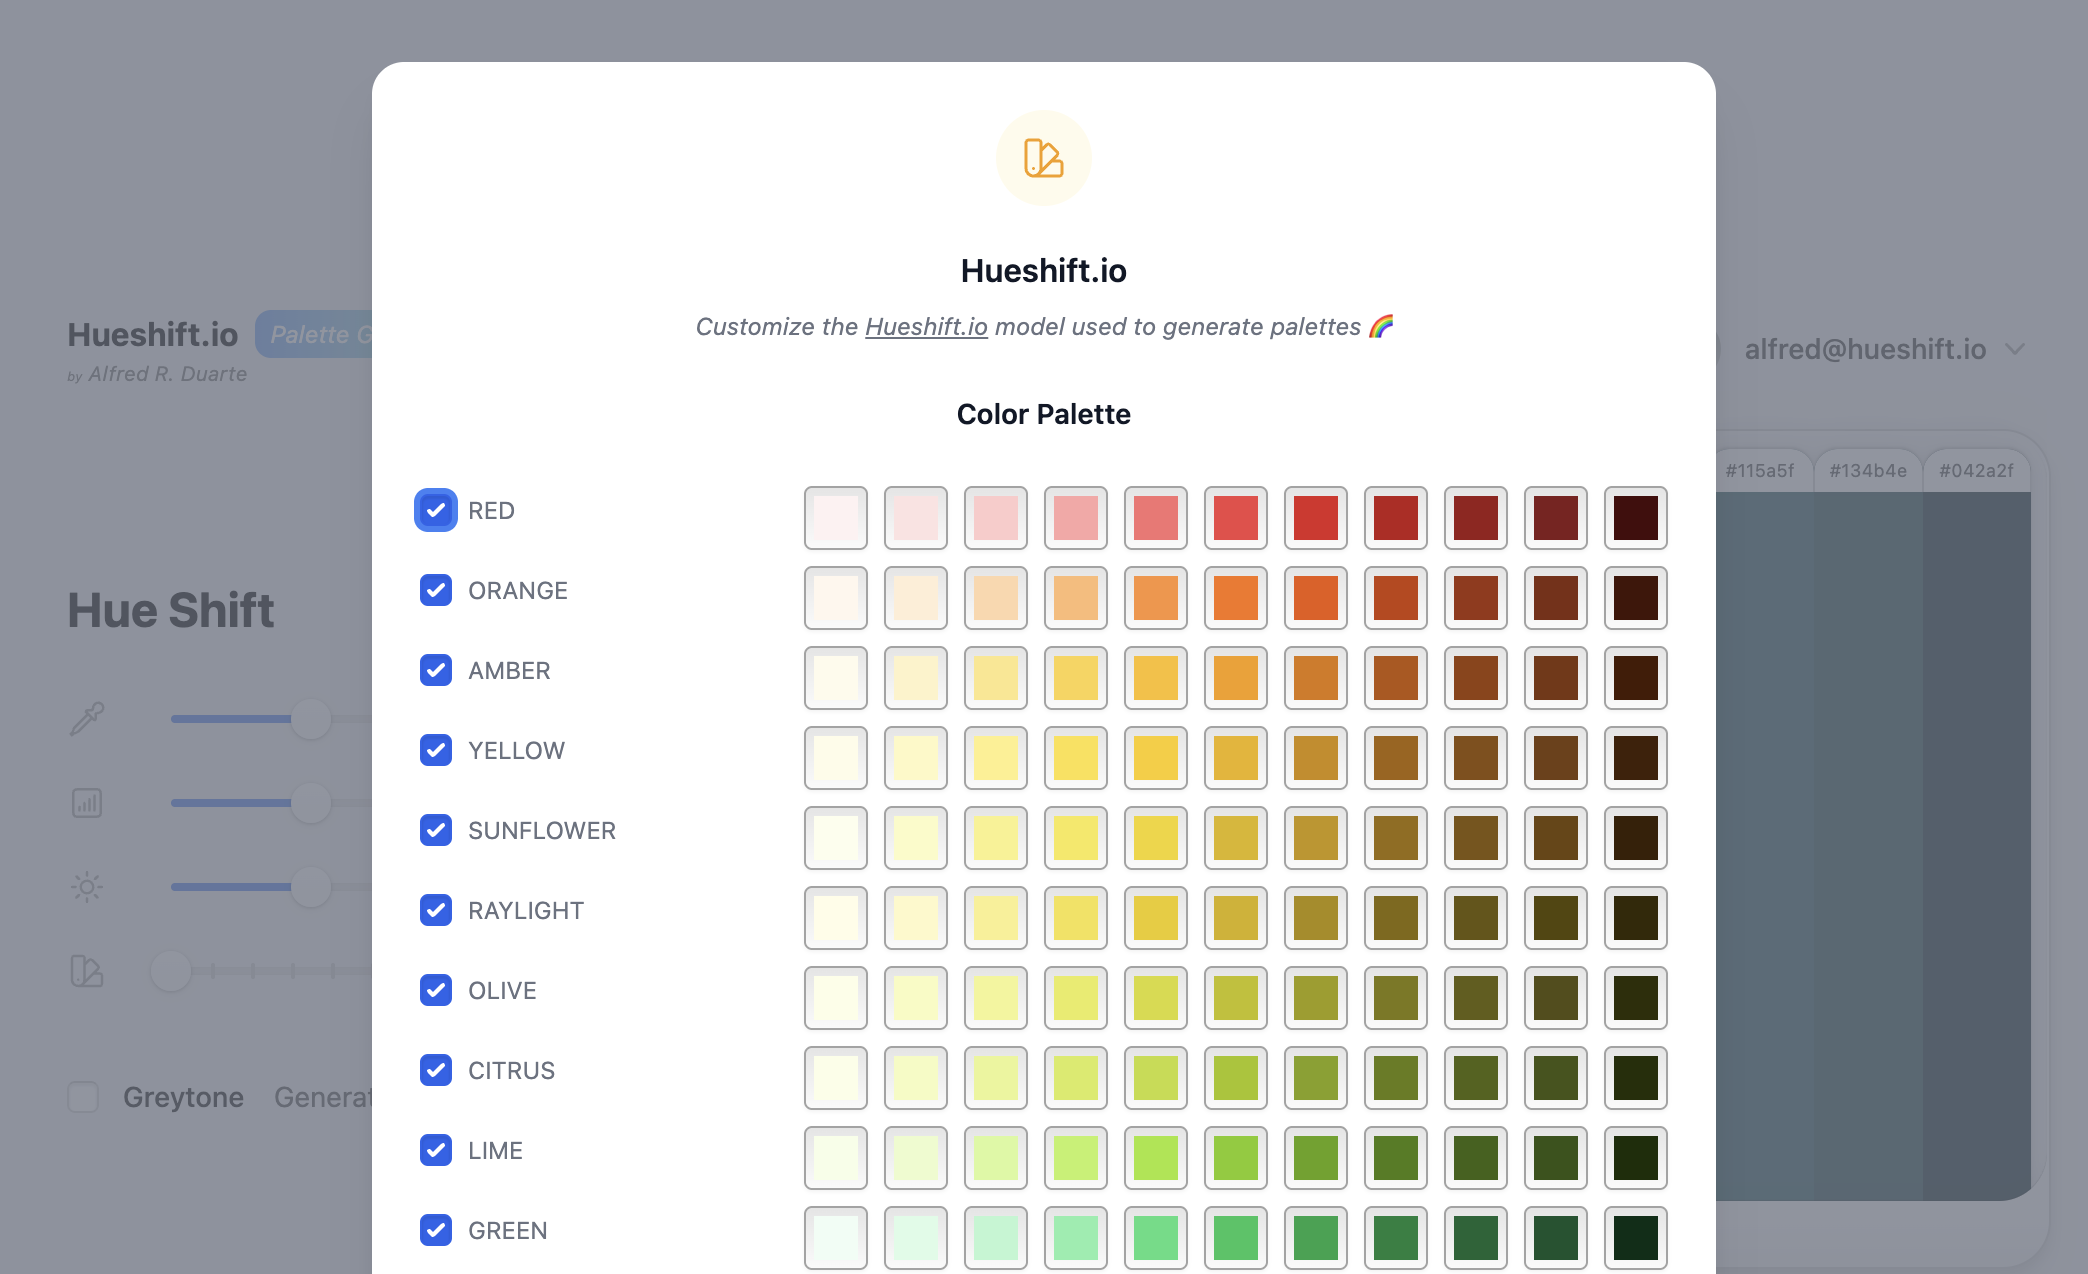 Hueshift.io
Customize the Hueshift.io model used to generate palettes 🌈
Color Palette
RED
ORANGE
AMBER
YELLOW
SUNFLOWER
RAYLIGHT
OLIVE
CITRUS
LIME
GREEN
Hueshift.io
Palette G
by Alfred R. Duarte
Hue Shift
Greytone
Generat
alfred@hueshift.io
#115a5f
#134b4e
#042a2f